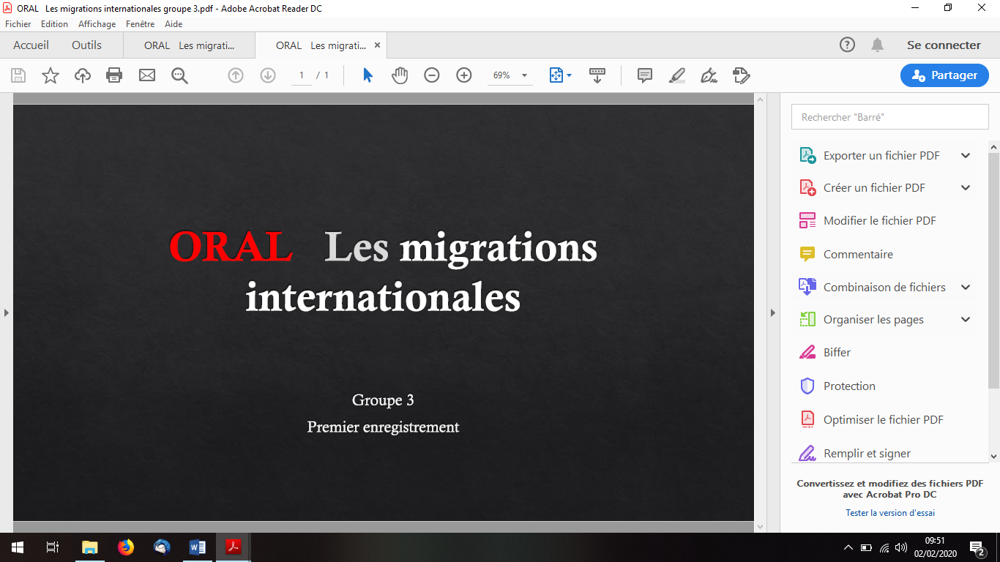 ORAL   Les migrations internationales groupe 3.pdf - Adobe Acrobat Reader DC
Fichier Edition Affichage Fenêtre Aide
Accueil Outils ORAL   Les migrati... ORAL   Les migrati... ×
Se connecter
1 / 1 69% Partager
Rechercher "Barré"
Exporter un fichier PDF
Créer un fichier PDF
Modifier le fichier PDF
Commentaire
Combinaison de fichiers
Organiser les pages
Biffer
Protection
Optimiser le fichier PDF
Remplir et signer
Convertissez et modifiez des fichiers PDF
avec Acrobat Pro DC
Tester la version d'essai
ORAL   Les migrations
internationales
Groupe 3
Premier enregistrement
09:51
02/02/2020
2